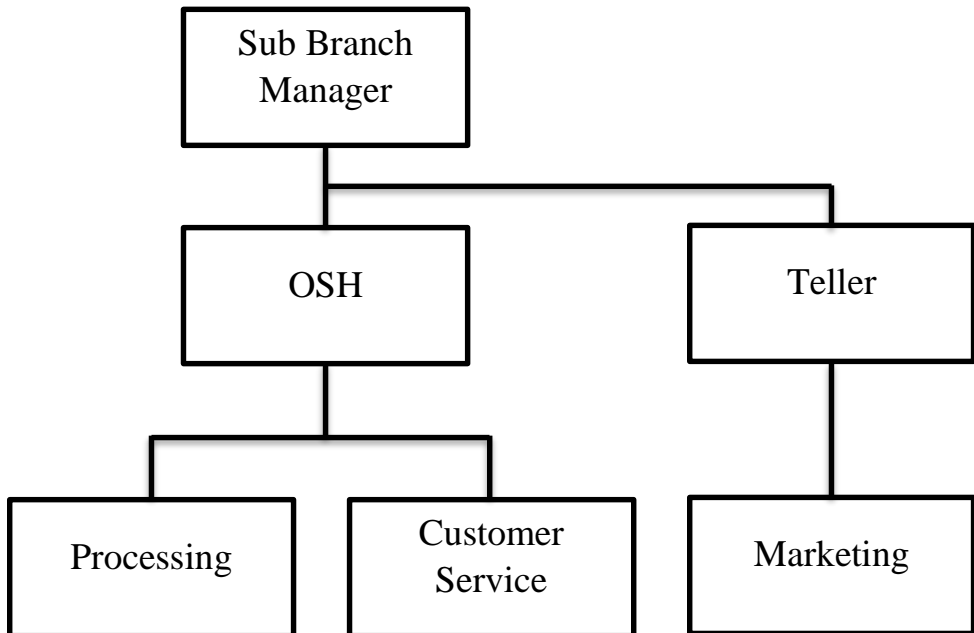 Sub Branch
Manager
OSH
Teller
Processing
Customer
Service
Marketing